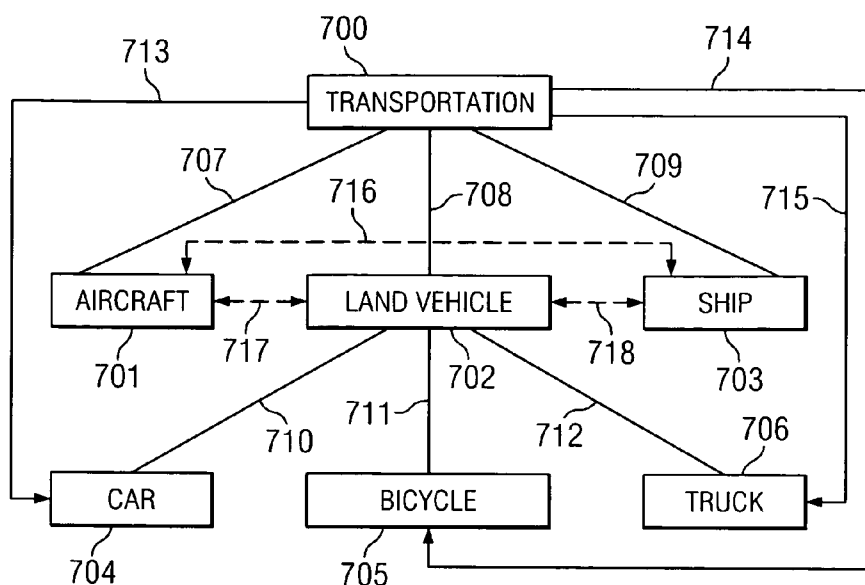 713
700
714
TRANSPORTATION
707
716
708
709
715
AIRCRAFT
LAND VEHICLE
SHIP
717
718
701
702
703
710
711
712
706
CAR
BICYCLE
TRUCK
704
705